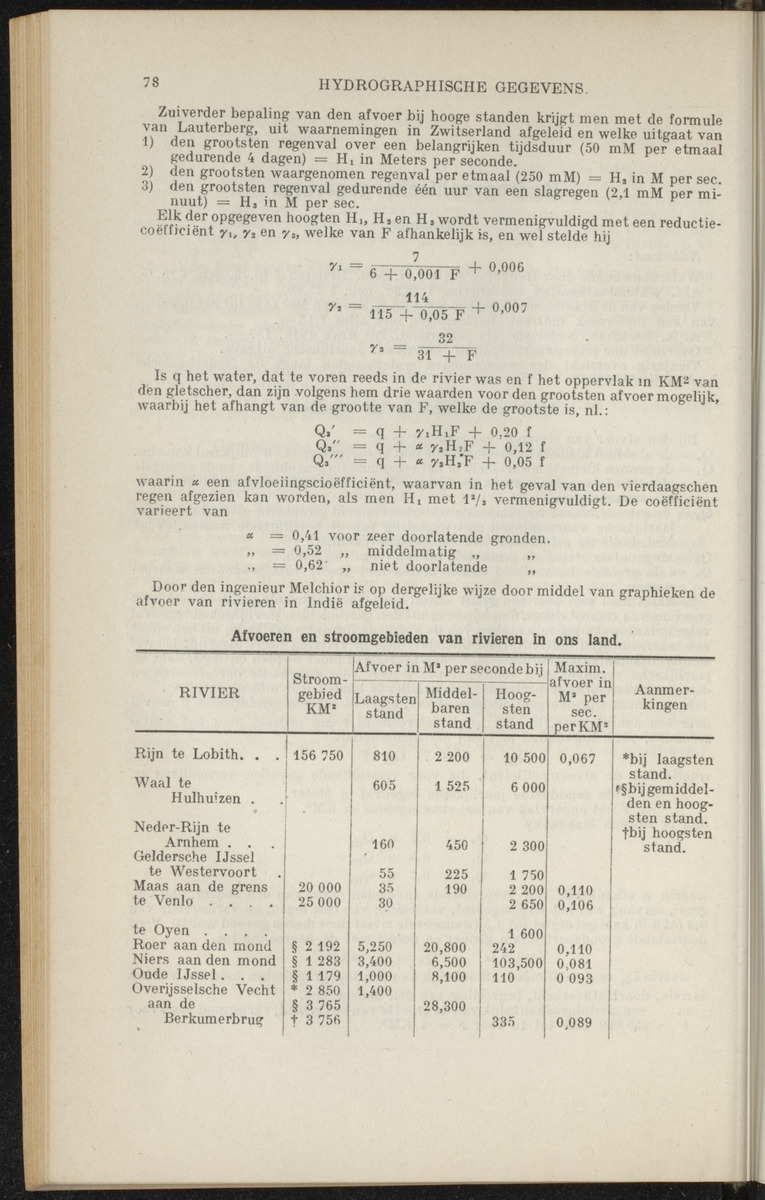 78
HYDROGRAPHISCHE GEGEVENS.
Zuiverder bepaling van den afvoer bij hooge standen krijgt men met de formule
van Lauterberg, uit waarnemingen in Zwitserland afgeleid en welke uitgaat van
1) den grootsten regenval over een belangrijken tijdsduur (50 mM per etmaal
gedurende 4 dagen) = H₁ in Meters per seconde.
2) den grootsten waargenomen regenval per etmaal (250 mM) = H₂ in M per sec.
3) den grootsten regenval gedurende één uur van een slagregen (2,1 mM per mi-
nuut) = H₃ in M per sec.
Elk der opgegeven hoogten H₁, H₂ en H₃ wordt vermenigvuldigd met een reductie-
coëfficiënt γ₁, γ₂ en γ₃, welke van F afhankelijk is, en wel stelde hij
γ₁ = 7 / (6 + 0,001 F) + 0,006
γ₂ = 114 / (115 + 0,05 F) + 0,007
γ₃ = 32 / (31 + F)
Is q het water, dat te voren reeds in de rivier was en f het oppervlak in KM² van
den gletscher, dan zijn volgens hem drie waarden voor den grootsten afvoer mogelijk,
waarbij het afhangt van de grootte van F, welke de grootste is, nl.:
Q₃′ = q + γ₁H₁F + 0,20 f
Q₃″ = q + α γ₂H₂F + 0,12 f
Q₃‴ = q + α γ₃H₃F + 0,05 f
waarin α een afvloeiingscioëfficiënt, waarvan in het geval van den vierdaagschen
regen afgezien kan worden, als men H₁ met 1²/₃ vermenigvuldigt. De coëfficiënt
varieert van
α = 0,41 voor zeer doorlatende gronden.
„ = 0,52 „ middelmatig „ „
„ = 0,62 „ niet doorlatende „
Door den ingenieur Melchior is op dergelijke wijze door middel van graphieken de
afvoer van rivieren in Indië afgeleid.
Afvoeren en stroomgebieden van rivieren in ons land.
RIVIER | Stroom-gebied KM² | Afvoer in M³ per seconde bij Laagsten stand | Middel-baren stand | Hoog-sten stand | Maxim. afvoer in M³ per sec. per KM² | Aanmer-kingen
Rijn te Lobith. . . 156 750 810 2 200 10 500 0,067 *bij laagsten
stand.
Waal te 605 1 525 6 000 *§bij gemiddel-
Hulhuizen . . den en hoog-
sten stand.
Neder-Rijn te †bij hoogsten
Arnhem . . . 160 450 2 300 stand.
Geldersche IJssel
te Westervoort . 55 225 1 750
Maas aan de grens 20 000 35 190 2 200 0,110
te Venlo . . . . 25 000 30 2 650 0,106
te Oyen . . . . 1 600
Roer aan den mond § 2 192 5,250 20,800 242 0,110
Niers aan den mond § 1 283 3,400 6,500 103,500 0,081
Oude IJssel . . . § 1 179 1,000 8,100 110 0 093
Overijsselsche Vecht * 2 850 1,400
aan de § 3 765 28,300
Berkumerbrug † 3 756 335 0,089